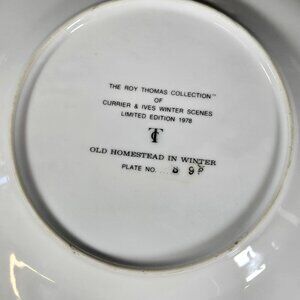 THE ROY THOMAS COLLECTION™
OF
CURRIER & IVES WINTER SCENES
LIMITED EDITION 1978
OLD HOMESTEAD IN WINTER
PLATE NO.